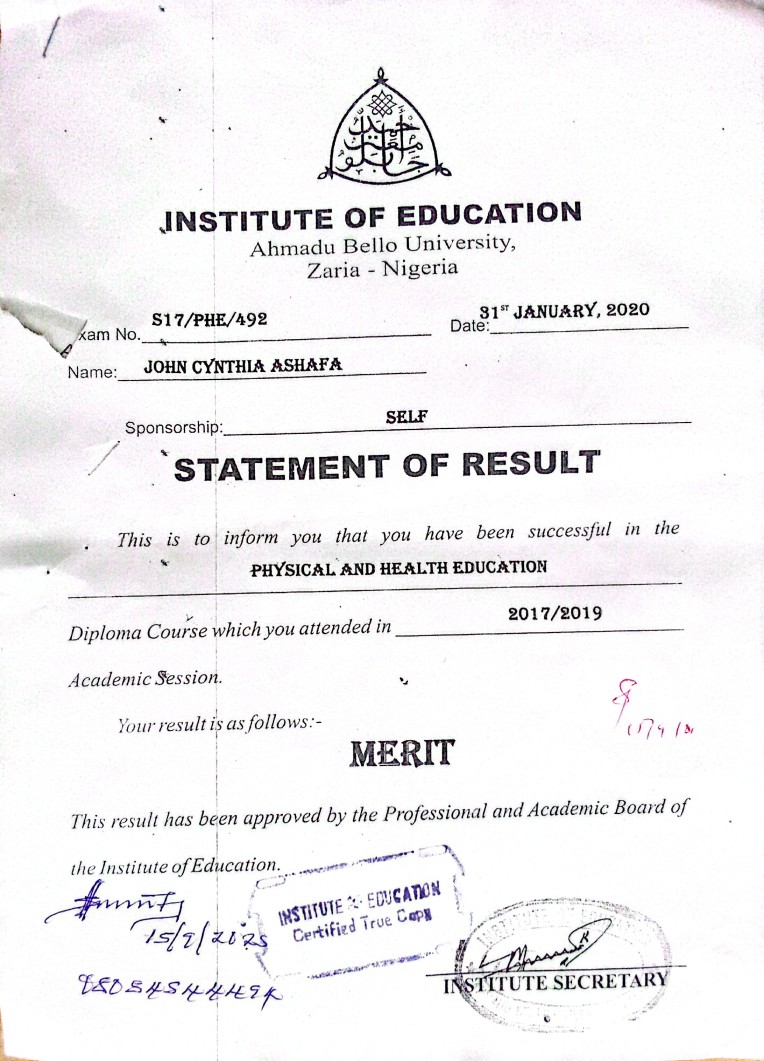 INSTITUTE OF EDUCATION
Ahmadu Bello University,
Zaria - Nigeria
xam No. S17/PHE/492
Date: 31ST JANUARY, 2020
Name: JOHN CYNTHIA ASHAFA
Sponsorship: SELF
STATEMENT OF RESULT
This is to inform you that you have been successful in the
PHYSICAL AND HEALTH EDUCATION
Diploma Course which you attended in 2017/2019
Academic Session.
Your result is as follows:-
MERIT
This result has been approved by the Professional and Academic Board of
the Institute of Education.
INSTITUTE EDUCATION
Certified True Copy
15/9/2025
INSTITUTE SECRETARY